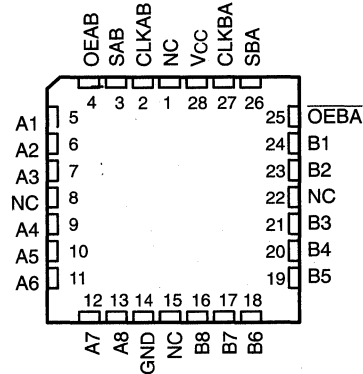 OEAB SAB CLKAB NC VCC CLKBA SBA
4 3 2 1 28 27 26
A1 5 25 OEBA
A2 6 24 B1
A3 7 23 B2
NC 8 22 NC
A4 9 21 B3
A5 10 20 B4
A6 11 19 B5
12 13 14 15 16 17 18
A7 A8 GND NC B8 B7 B6